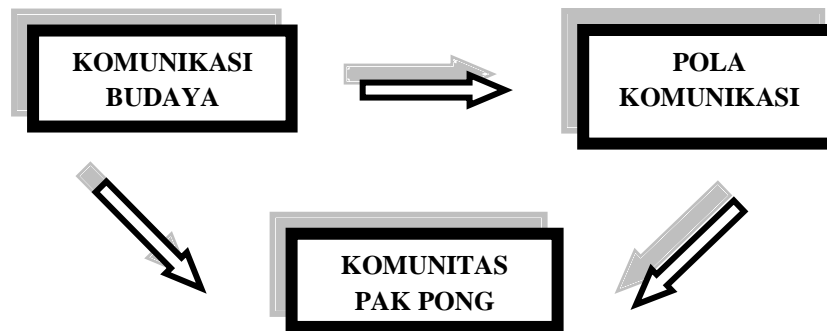 KOMUNIKASI
BUDAYA
POLA
KOMUNIKASI
KOMUNITAS
PAK PONG